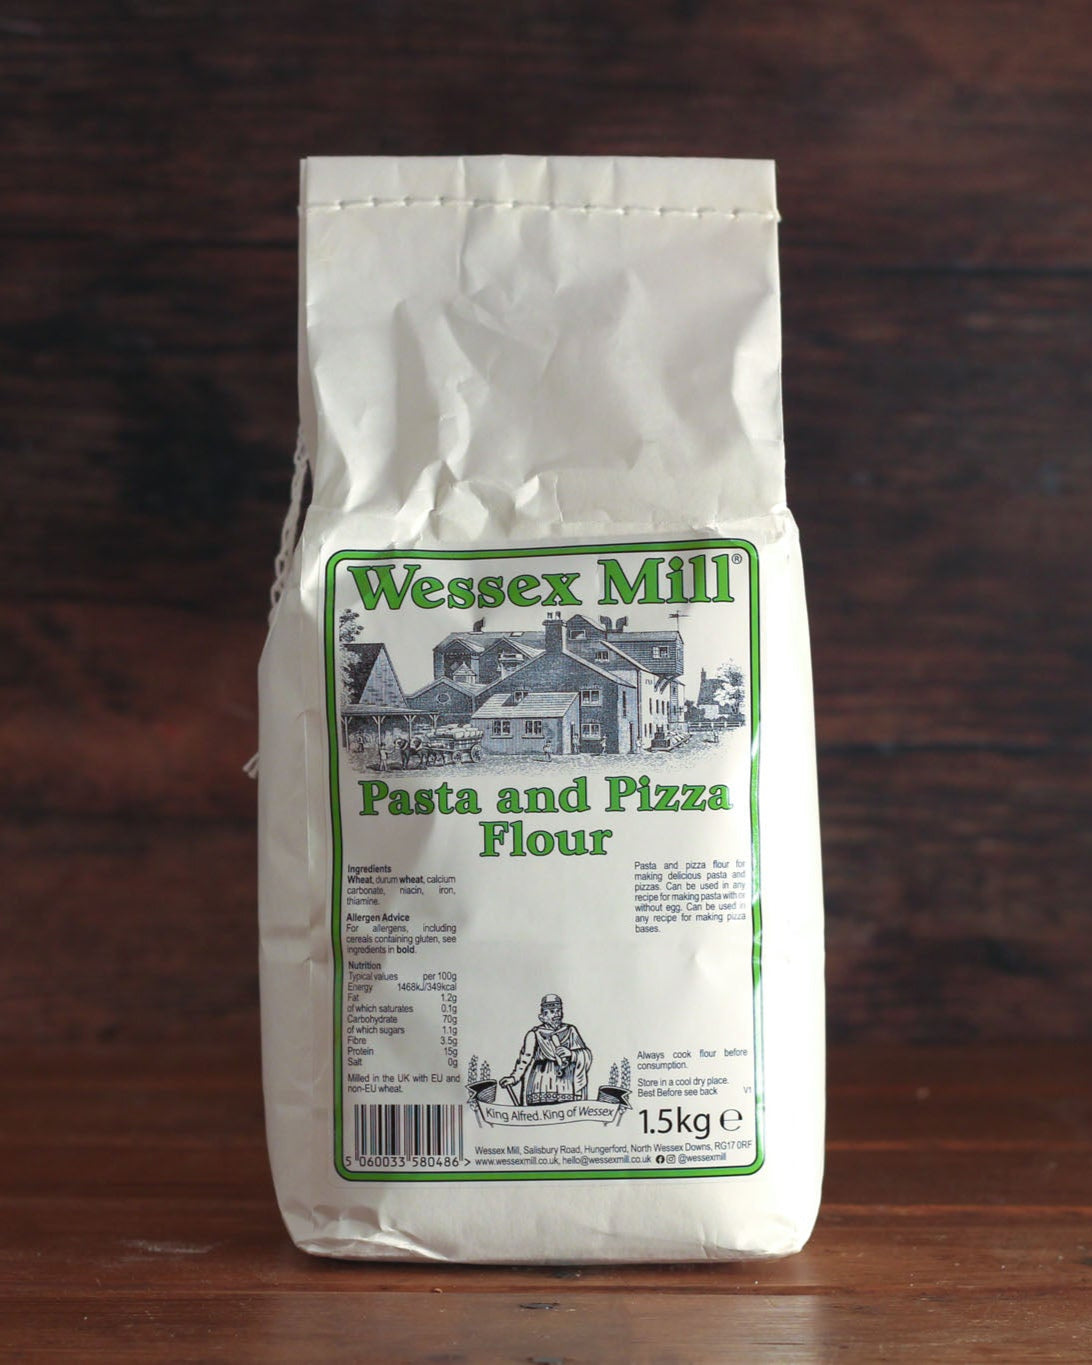 Wessex Mill®
Pasta and Pizza
Flour
Ingredients
Wheat, durum wheat, calcium
carbonate, niacin, iron,
thiamine.
Allergen Advice
For allergens, including
cereals containing gluten, see
ingredients in bold.
Nutrition
Typical values per 100g
Energy 1468kJ/349kcal
Fat 1.2g
of which saturates 0.1g
Carbohydrate 70g
of which sugars 1.1g
Fibre 3.5g
Protein 15g
Salt 0g
Milled in the UK with EU and
non-EU wheat.
Pasta and pizza flour for
making delicious pasta and
pizzas. Can be used in any
recipe for making pasta with or
without egg. Can be used in
any recipe for making pizza
bases.
King Alfred. King of Wessex
Always cook flour before
consumption.
Store in a cool dry place.
Best Before see back V1
1.5kg ℮
5 060033 580486 >
Wessex Mill, Salisbury Road, Hungerford, North Wessex Downs, RG17 0RF
www.wessexmill.co.uk, hello@wessexmill.co.uk @wessexmill